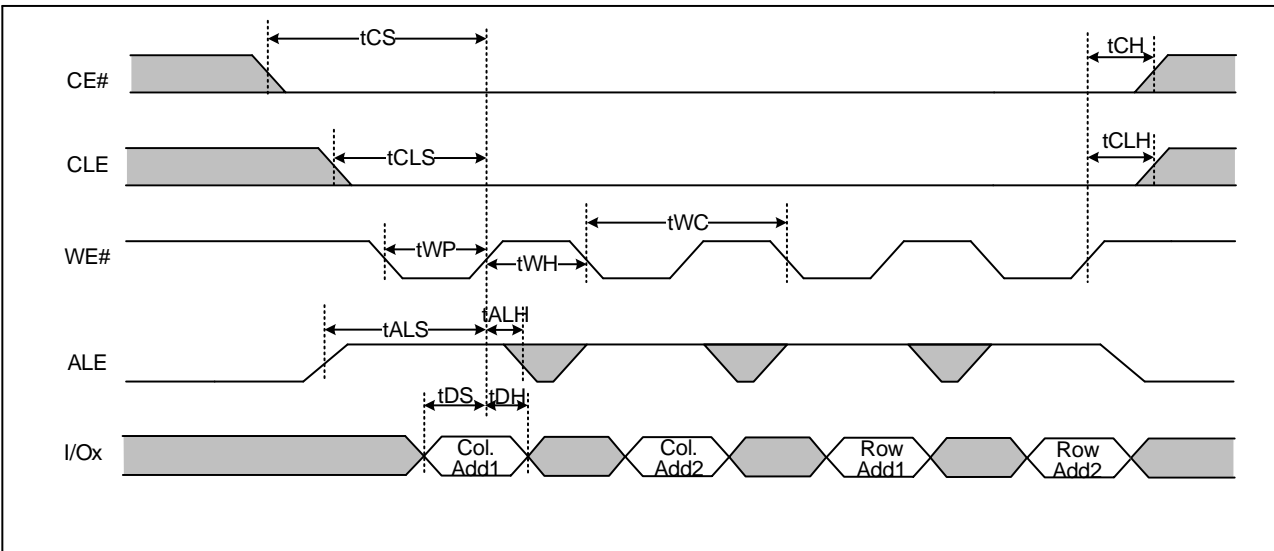 tCS
tCH
CE#
tCLS
tCLH
CLE
tWC
tWP
tWH
WE#
tALH
tALS
ALE
tDS
tDH
I/Ox
Col.
Add1
Col.
Add2
Row
Add1
Row
Add2